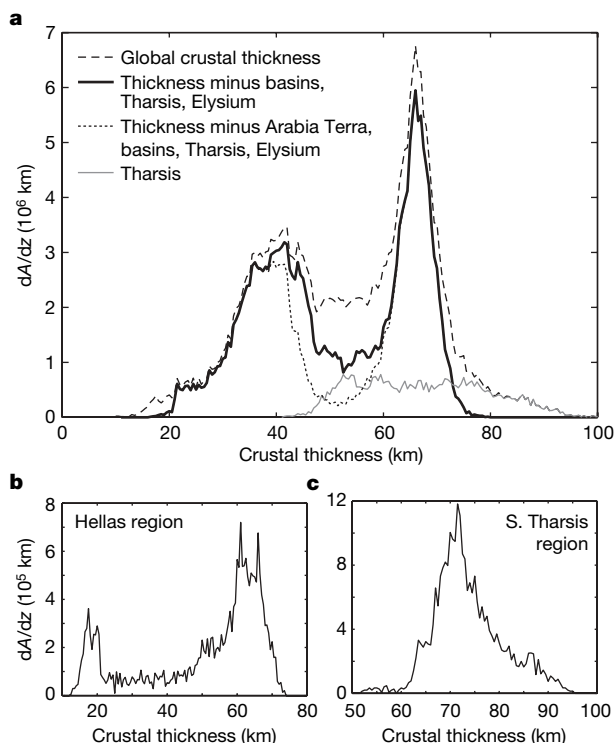 a
7
6
5
4
3
2
1
0
dA/dz (10⁶ km)
Global crustal thickness
Thickness minus basins,
Tharsis, Elysium
Thickness minus Arabia Terra,
basins, Tharsis, Elysium
Tharsis
0 20 40 60 80 100
Crustal thickness (km)
b
8
6
4
2
0
dA/dz (10⁵ km)
Hellas region
20 40 60 80
Crustal thickness (km)
c
12
8
4
0
S. Tharsis
region
50 60 70 80 90 100
Crustal thickness (km)